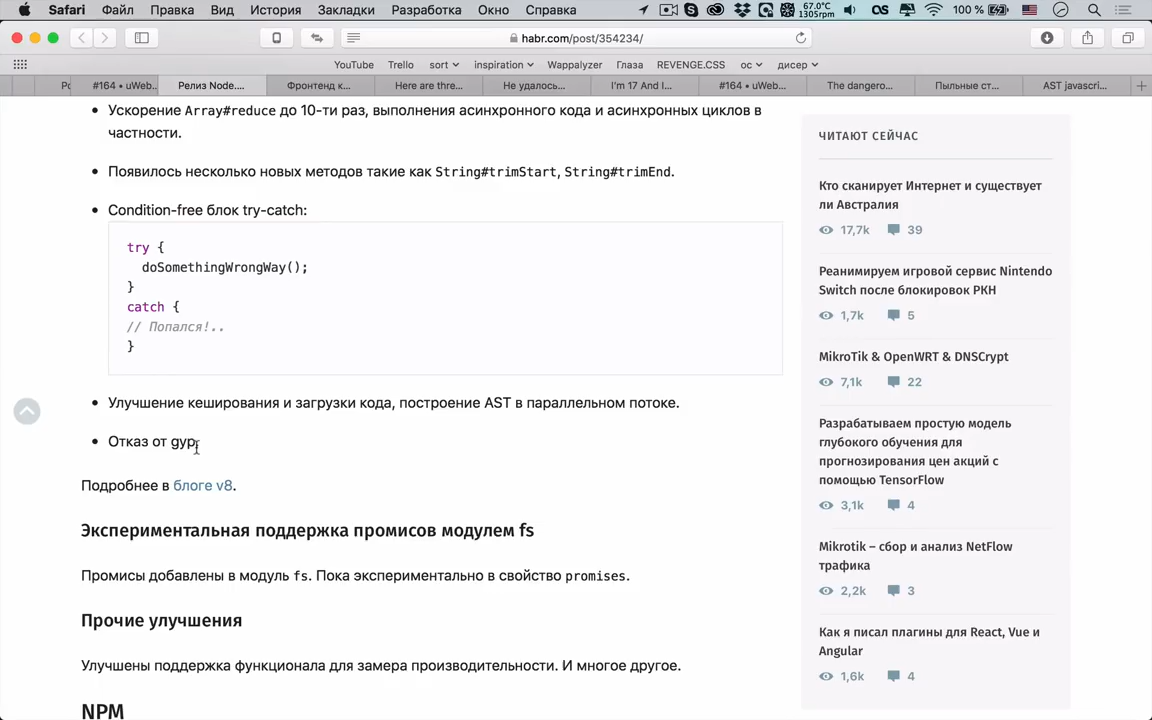 Safari Файл Правка Вид История Закладки Разработка Окно Справка 67.0°C 1305rpm 100 %
habr.com/post/354234/
YouTube Trello sort inspiration Wappalyzer Глаза REVENGE.CSS ос дисер
Рс #164 • uWeb... Релиз Node.... Фронтенд к... Here are thre... Не удалось... I'm 17 And I... #164 • uWeb... The dangero... Пыльные ст... AST javascri...
• Ускорение Array#reduce до 10-ти раз, выполнения асинхронного кода и асинхронных циклов в
частности.
• Появилось несколько новых методов такие как String#trimStart, String#trimEnd.
• Condition-free блок try-catch:
try {
doSomethingWrongWay();
}
catch {
// Попался!..
}
• Улучшение кеширования и загрузки кода, построение AST в параллельном потоке.
• Отказ от gyp.
Подробнее в блоге v8.
Экспериментальная поддержка промисов модулем fs
Промисы добавлены в модуль fs. Пока экспериментально в свойство promises.
Прочие улучшения
Улучшены поддержка функционала для замера производительности. И многое другое.
NPM
ЧИТАЮТ СЕЙЧАС
Кто сканирует Интернет и существует
ли Австралия
17,7k 39
Реанимируем игровой сервис Nintendo
Switch после блокировок РКН
1,7k 5
MikroTik & OpenWRT & DNSCrypt
7,1k 22
Разрабатываем простую модель
глубокого обучения для
прогнозирования цен акций с
помощью TensorFlow
3,1k 4
Mikrotik – сбор и анализ NetFlow
трафика
2,2k 3
Как я писал плагины для React, Vue и
Angular
1,6k 4